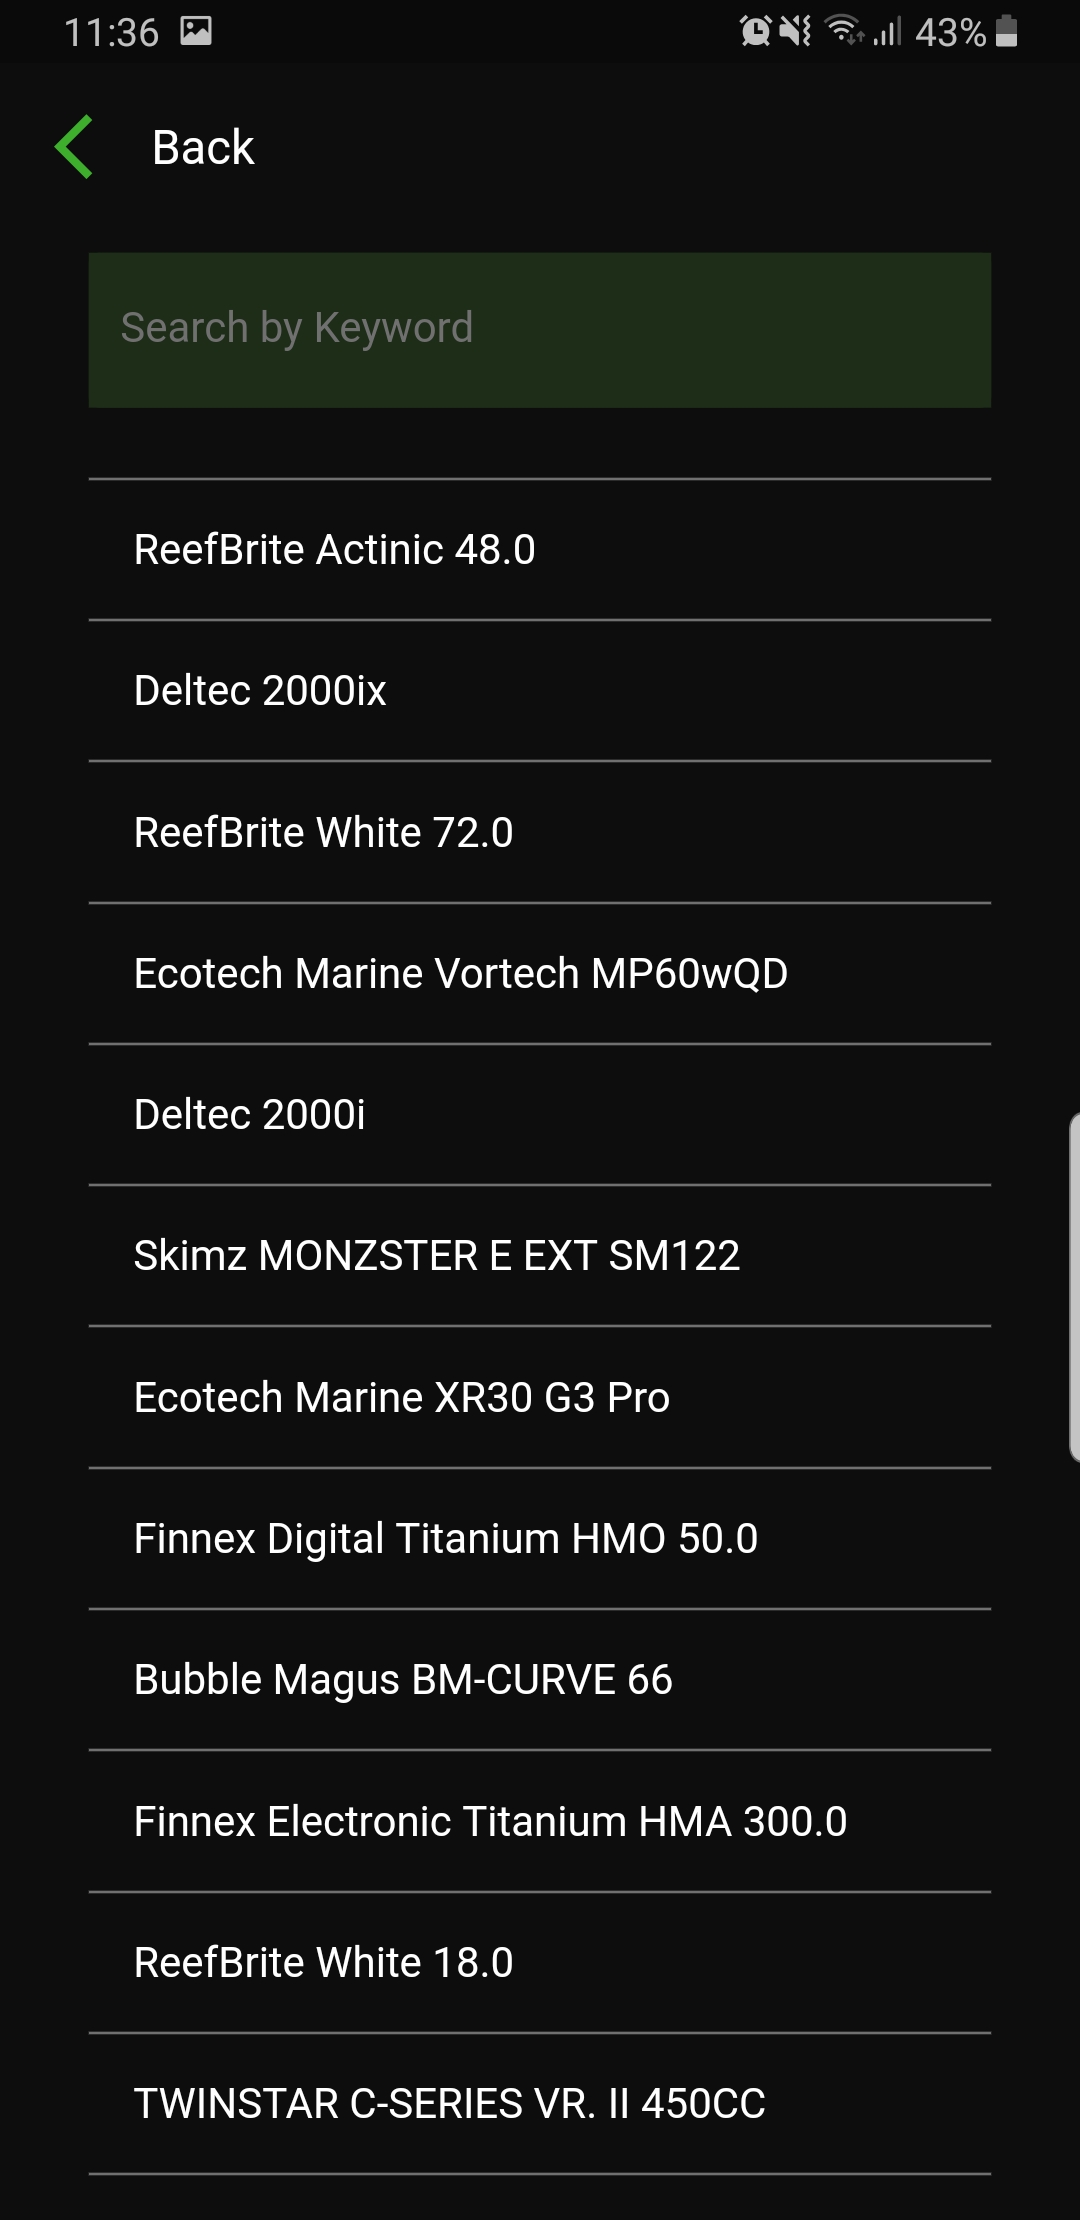 11:36
43%
Back
Search by Keyword
ReefBrite Actinic 48.0
Deltec 2000ix
ReefBrite White 72.0
Ecotech Marine Vortech MP60wQD
Deltec 2000i
Skimz MONZSTER E EXT SM122
Ecotech Marine XR30 G3 Pro
Finnex Digital Titanium HMO 50.0
Bubble Magus BM-CURVE 66
Finnex Electronic Titanium HMA 300.0
ReefBrite White 18.0
TWINSTAR C-SERIES VR. II 450CC